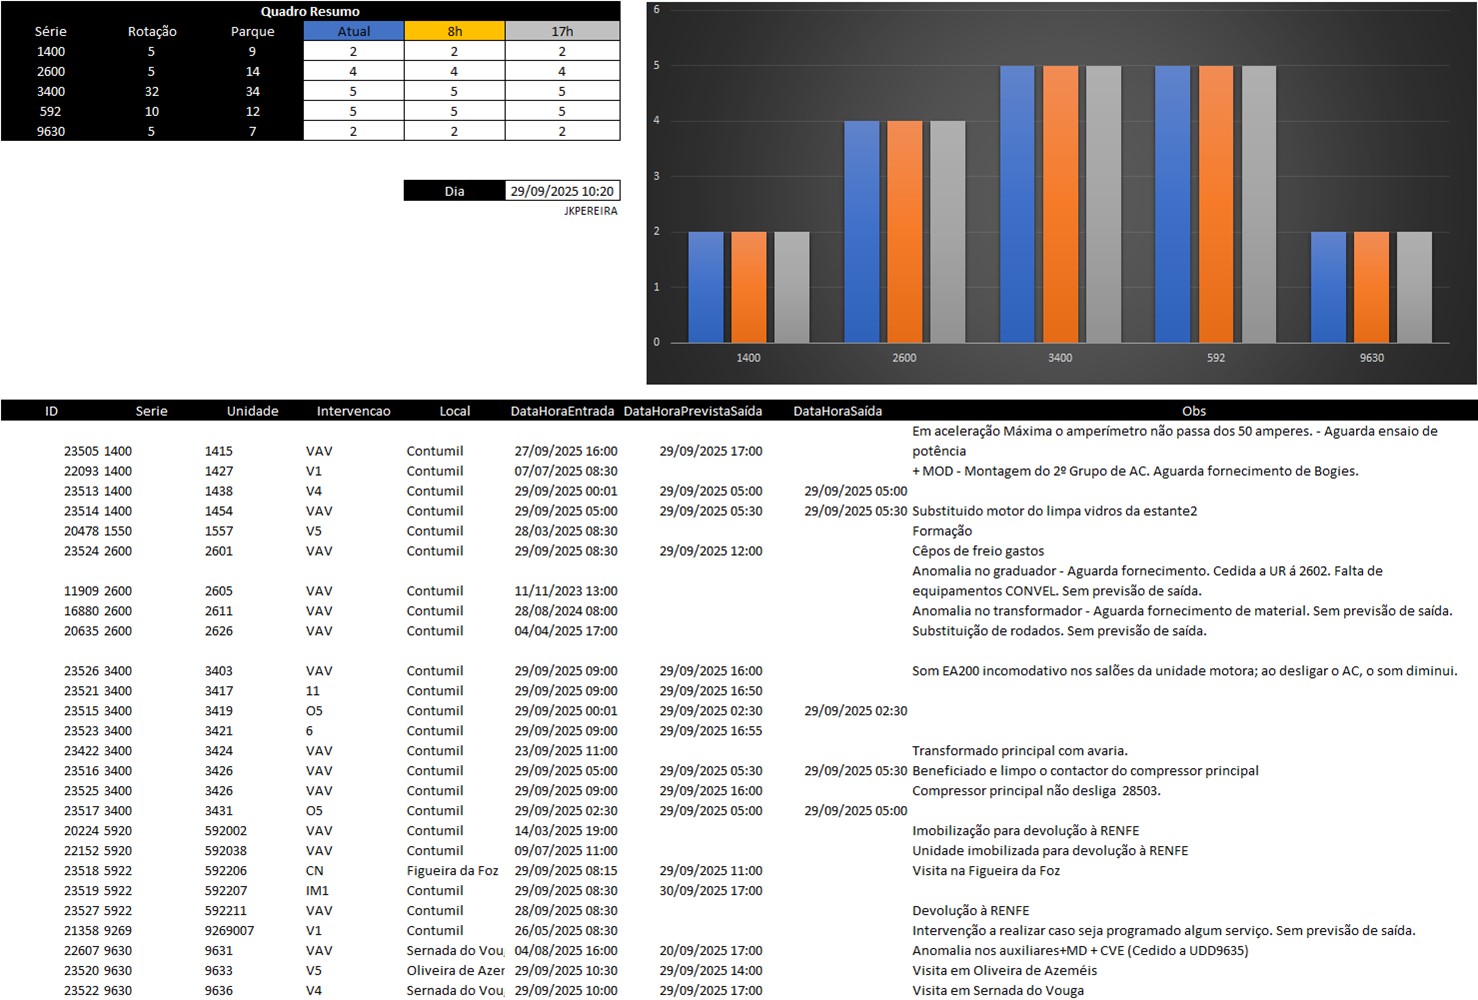 Quadro Resumo
Série Rotação Parque Atual 8h 17h
1400 5 9 2 2 2
2600 5 14 4 4 4
3400 32 34 5 5 5
592 10 12 5 5 5
9630 5 7 2 2 2
Dia 29/09/2025 10:20
JKPEREIRA
6
5
4
3
2
1
0
1400 2600 3400 592 9630
ID Serie Unidade Intervencao Local DataHoraEntrada DataHoraPrevistaSaída DataHoraSaída Obs
Em aceleração Máxima o amperímetro não passa dos 50 amperes. - Aguarda ensaio de
23505 1400 1415 VAV Contumil 27/09/2025 16:00 29/09/2025 17:00 potência
22093 1400 1427 V1 Contumil 07/07/2025 08:30 + MOD - Montagem do 2º Grupo de AC. Aguarda fornecimento de Bogies.
23513 1400 1438 V4 Contumil 29/09/2025 00:01 29/09/2025 05:00 29/09/2025 05:00
23514 1400 1454 VAV Contumil 29/09/2025 05:00 29/09/2025 05:30 29/09/2025 05:30 Substituido motor do limpa vidros da estante2
20478 1550 1557 V5 Contumil 28/03/2025 08:30 Formação
23524 2600 2601 VAV Contumil 29/09/2025 08:30 29/09/2025 12:00 Cêpos de freio gastos
Anomalia no graduador - Aguarda fornecimento. Cedida a UR á 2602. Falta de
11909 2600 2605 VAV Contumil 11/11/2023 13:00 equipamentos CONVEL. Sem previsão de saída.
16880 2600 2611 VAV Contumil 28/08/2024 08:00 Anomalia no transformador - Aguarda fornecimento de material. Sem previsão de saída.
20635 2600 2626 VAV Contumil 04/04/2025 17:00 Substituição de rodados. Sem previsão de saída.
23526 3400 3403 VAV Contumil 29/09/2025 09:00 29/09/2025 16:00 Som EA200 incomodativo nos salões da unidade motora; ao desligar o AC, o som diminui.
23521 3400 3417 11 Contumil 29/09/2025 09:00 29/09/2025 16:50
23515 3400 3419 O5 Contumil 29/09/2025 00:01 29/09/2025 02:30 29/09/2025 02:30
23523 3400 3421 6 Contumil 29/09/2025 09:00 29/09/2025 16:55
23422 3400 3424 VAV Contumil 23/09/2025 11:00 Transformado principal com avaria.
23516 3400 3426 VAV Contumil 29/09/2025 05:00 29/09/2025 05:30 29/09/2025 05:30 Beneficiado e limpo o contactor do compressor principal
23525 3400 3426 VAV Contumil 29/09/2025 09:00 29/09/2025 16:00 Compressor principal não desliga 28503.
23517 3400 3431 O5 Contumil 29/09/2025 02:30 29/09/2025 05:00 29/09/2025 05:00
20224 5920 592002 VAV Contumil 14/03/2025 19:00 Imobilização para devolução à RENFE
22152 5920 592038 VAV Contumil 09/07/2025 11:00 Unidade imobilizada para devolução à RENFE
23518 5922 592206 CN Figueira da Foz 29/09/2025 08:15 29/09/2025 11:00 Visita na Figueira da Foz
23519 5922 592207 IM1 Contumil 29/09/2025 08:30 30/09/2025 17:00
23527 5922 592211 VAV Contumil 28/09/2025 08:30 Devolução à RENFE
21358 9269 9269007 V1 Contumil 26/05/2025 08:30 Intervenção a realizar caso seja programado algum serviço. Sem previsão de saída.
22607 9630 9631 VAV Sernada do Vou 04/08/2025 16:00 20/09/2025 17:00 Anomalia nos auxiliares+MD + CVE (Cedido a UDD9635)
23520 9630 9633 V5 Oliveira de Azer 29/09/2025 10:30 29/09/2025 14:00 Visita em Oliveira de Azeméis
23522 9630 9636 V4 Sernada do Vou 29/09/2025 10:00 29/09/2025 17:00 Visita em Sernada do Vouga